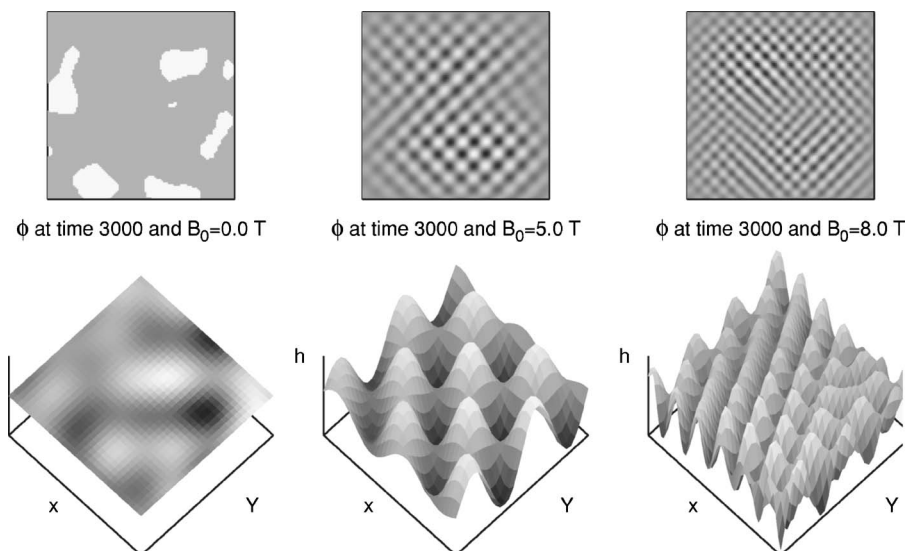 ϕ at time 3000 and B₀=0.0 T
ϕ at time 3000 and B₀=5.0 T
ϕ at time 3000 and B₀=8.0 T
h
h
x
Y
x
Y
x
Y